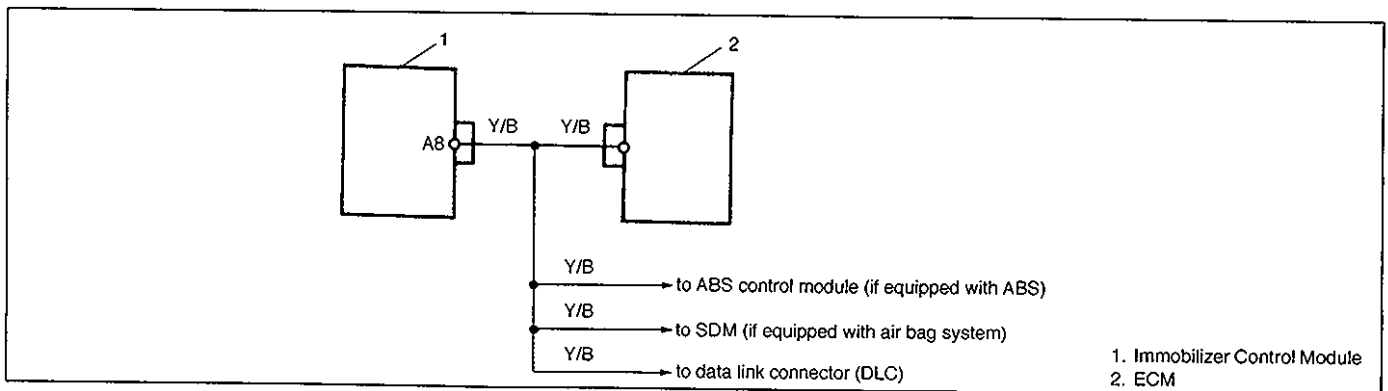 1
2
A8
Y/B
Y/B
Y/B
to ABS control module (if equipped with ABS)
Y/B
to SDM (if equipped with air bag system)
Y/B
to data link connector (DLC)
1. Immobilizer Control Module
2. ECM